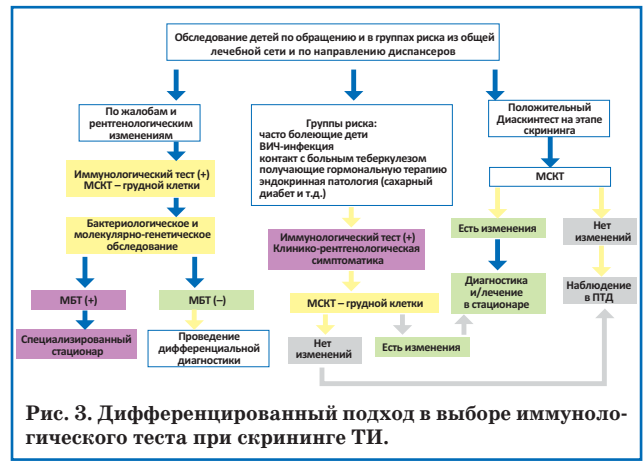 Обследование детей по обращению и в группах риска из общей
лечебной сети и по направлению диспансеров
По жалобам и
рентгенологическим
изменениям
Иммунологический тест (+)
МСКТ – грудной клетки
Бактериологическое и
молекулярно-генетическое
обследование
МБТ (+)
МБТ (–)
Специализированный
стационар
Проведение
дифференциальной
диагностики
Группы риска:
часто болеющие дети
ВИЧ-инфекция
контакт с больным теберкулезом
получающие гормональную терапию
эндокринная патология (сахарный
диабет и т.д.)
Иммунологический тест (+)
Клинико-рентгенологическая
симптоматика
МСКТ – грудной клетки
Нет
изменений
Есть изменения
Положительный
Диаскинтест на этапе
скрининга
МСКТ
Есть изменения
Нет
изменений
Диагностика
и/лечение
в стационаре
Наблюдение
в ПТД
Рис. 3. Дифференцированный подход в выборе иммуноло-
гического теста при скрининге ТИ.